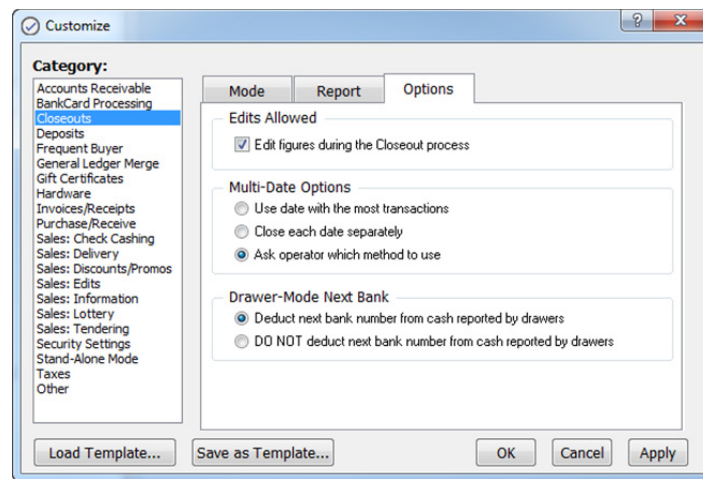 Customize
?
X
Category:
Accounts Receivable
BankCard Processing
Closeouts
Deposits
Frequent Buyer
General Ledger Merge
Gift Certificates
Hardware
Invoices/Receipts
Purchase/Receive
Sales: Check Cashing
Sales: Delivery
Sales: Discounts/Promos
Sales: Edits
Sales: Information
Sales: Lottery
Sales: Tendering
Security Settings
Stand-Alone Mode
Taxes
Other
Mode Report Options
Edits Allowed
Edit figures during the Closeout process
Multi-Date Options
Use date with the most transactions
Close each date separately
Ask operator which method to use
Drawer-Mode Next Bank
Deduct next bank number from cash reported by drawers
DO NOT deduct next bank number from cash reported by drawers
Load Template... Save as Template... OK Cancel Apply